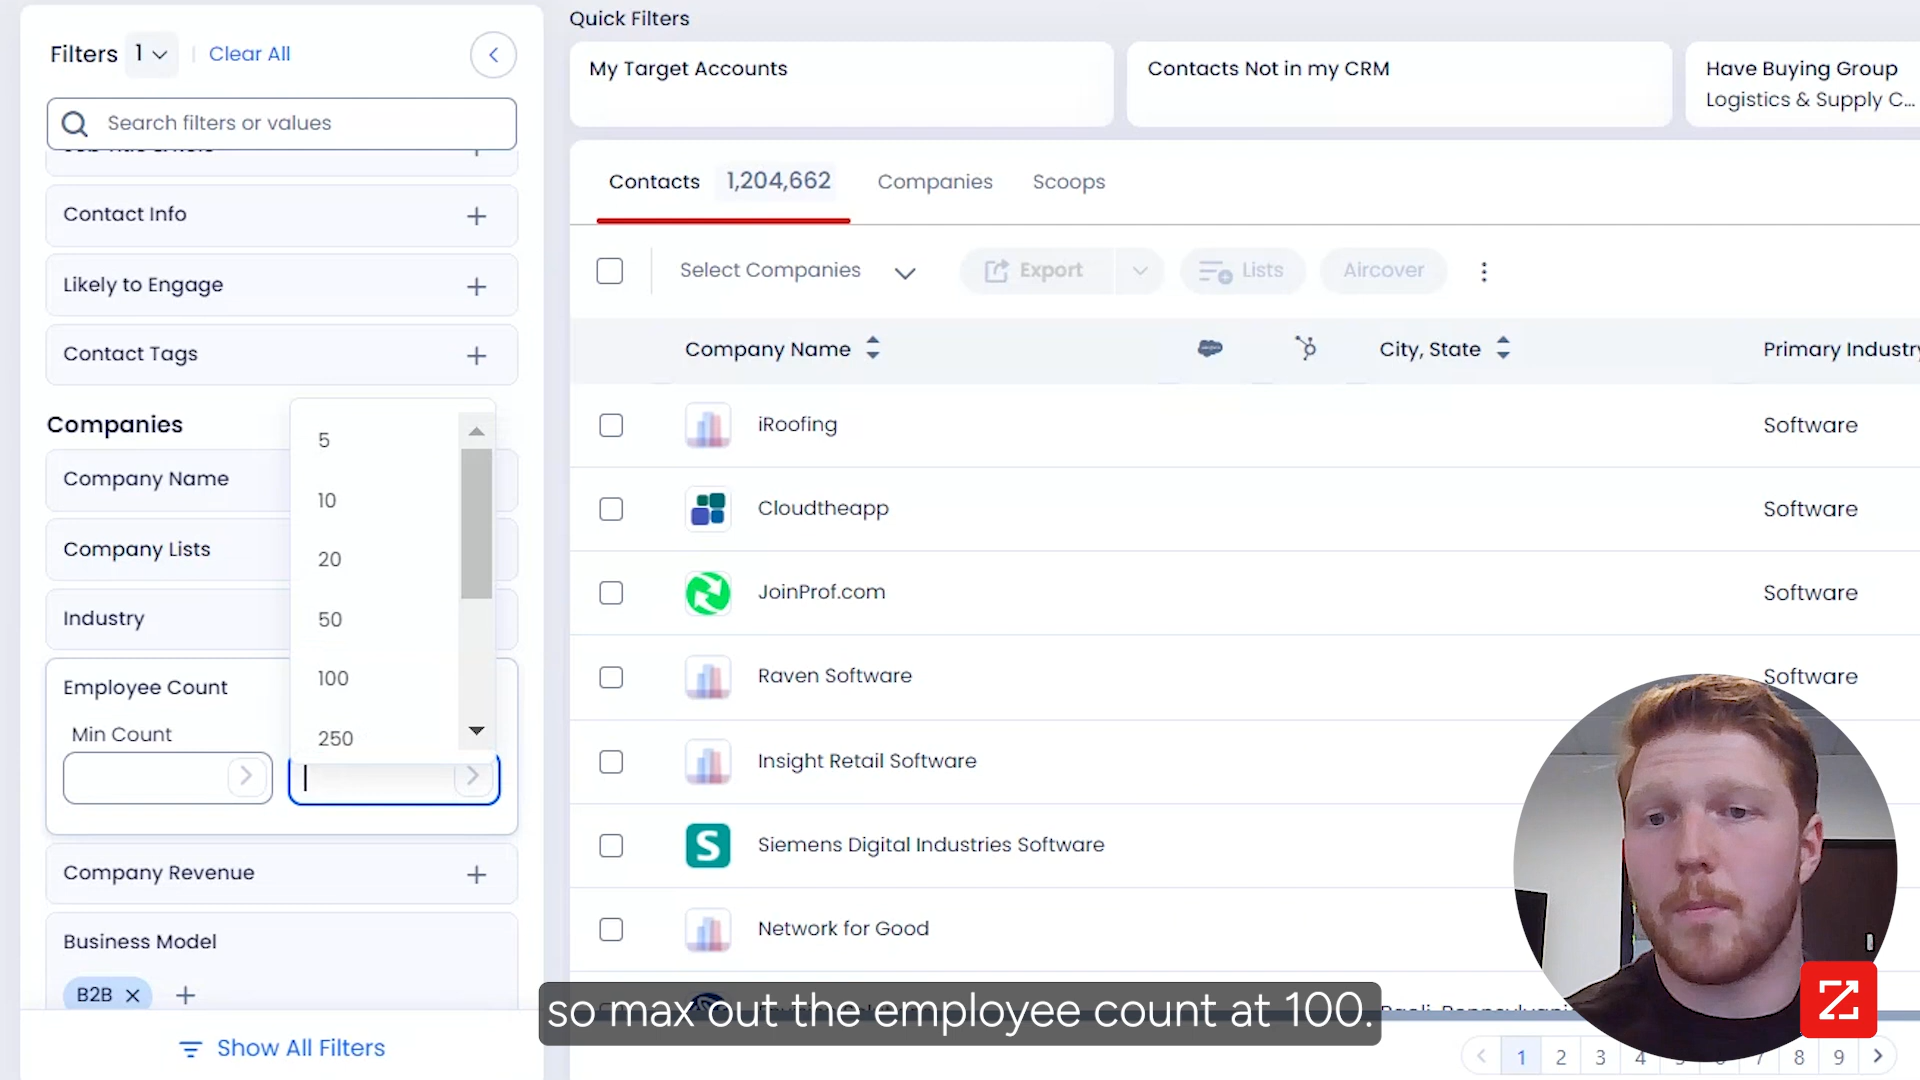 Filters 1
Clear All
Search filters or values
Contact Info
Likely to Engage
Contact Tags
Companies
Company Name
Company Lists
Industry
Employee Count
Min Count
5
10
20
50
100
250
Company Revenue
Business Model
B2B
Show All Filters
Quick Filters
My Target Accounts
Contacts Not in my CRM
Have Buying Group
Logistics & Supply C...
Contacts 1,204,662 Companies Scoops
Select Companies Export Lists Aircover
Company Name City, State Primary Industry
iRoofing Software
Cloudtheapp Software
JoinProf.com Software
Raven Software Software
Insight Retail Software
Siemens Digital Industries Software
Network for Good
so max out the employee count at 100.
1 2 3 4 7 8 9